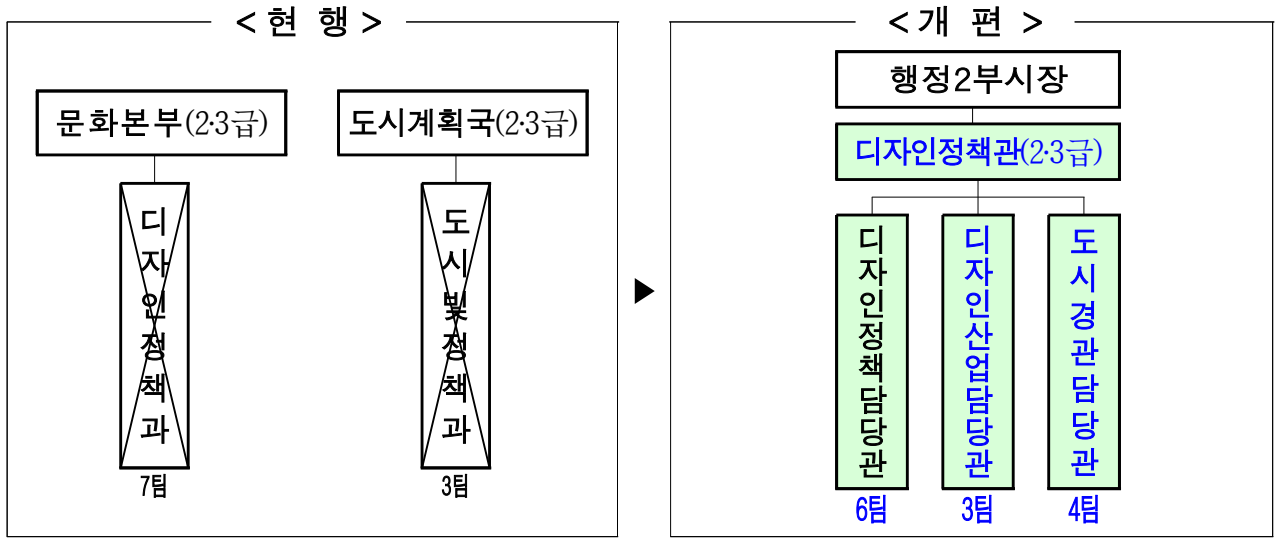 < 현 행 >
문화본부(2·3급)
도시계획국(2·3급)
디자인정책과
7팀
도시빛정책과
3팀
▶
< 개 편 >
행정2부시장
디자인정책관(2·3급)
디자인정책담당관
6팀
디자인산업담당관
3팀
도시경관담당관
4팀